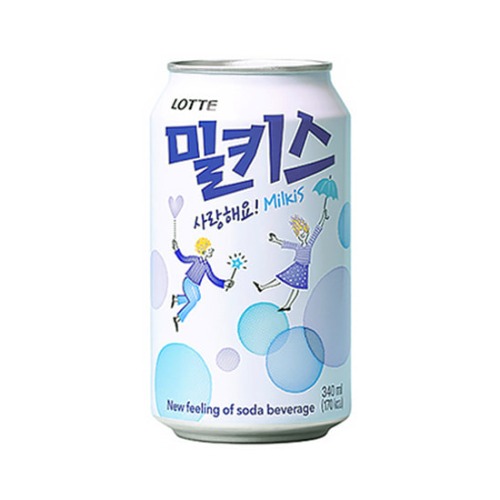 LOTTE
밀키스
사랑해요! Milkis
New feeling of soda beverage
340 ml
(170 kcal)